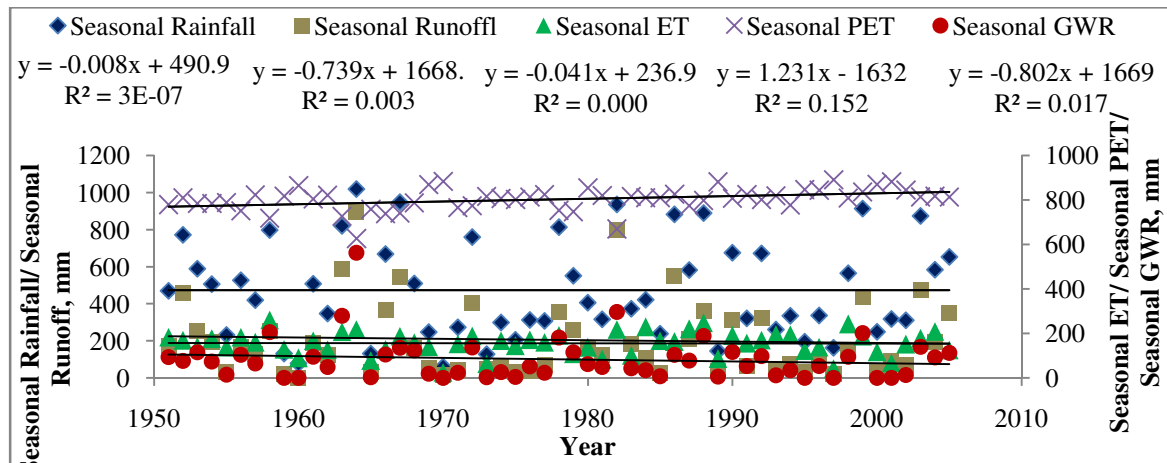 Seasonal Rainfall Seasonal Runoffl Seasonal ET Seasonal PET Seasonal GWR
y = -0.008x + 490.9 y = -0.739x + 1668. y = -0.041x + 236.9 y = 1.231x - 1632 y = -0.802x + 1669
R² = 3E-07 R² = 0.003 R² = 0.000 R² = 0.152 R² = 0.017
Seasonal Rainfall/ Seasonal
Runoff, mm
1200
1000
800
600
400
200
0
1000
800
600
400
200
0
Seasonal ET/ Seasonal PET/
Seasonal GWR, mm
1950 1960 1970 1980 1990 2000 2010
Year